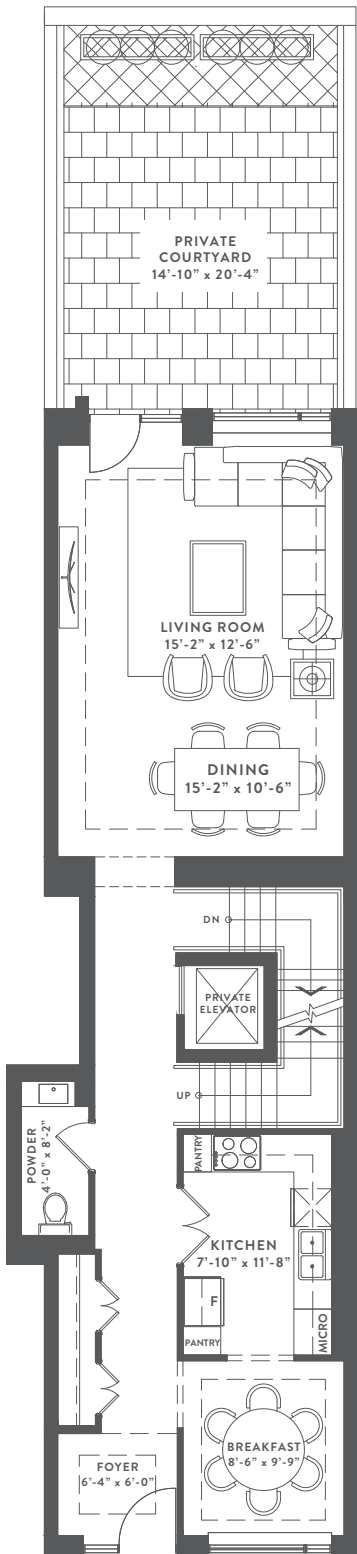 PRIVATE
COURTYARD
14'-10" x 20'-4"
LIVING ROOM
15'-2" x 12'-6"
DINING
15'-2" x 10'-6"
DN
PRIVATE
ELEVATOR
UP
POWDER
4'-0" x 8'-2"
PANTRY
KITCHEN
7'-10" x 11'-8"
F
PANTRY
MICRO
BREAKFAST
8'-6" x 9'-9"
FOYER
6'-4" x 6'-0"